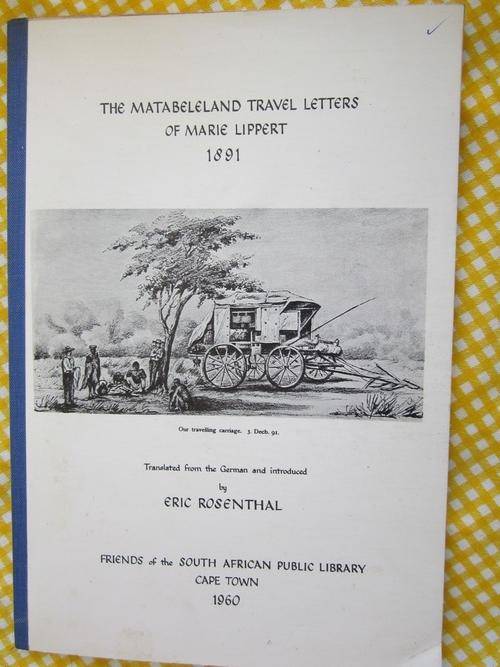 THE MATABELELAND TRAVEL LETTERS
OF MARIE LIPPERT
1891
Our travelling carriage. 3 Decb. 91.
Translated from the German and introduced
by
ERIC ROSENTHAL
FRIENDS of the SOUTH AFRICAN PUBLIC LIBRARY
CAPE TOWN
1960